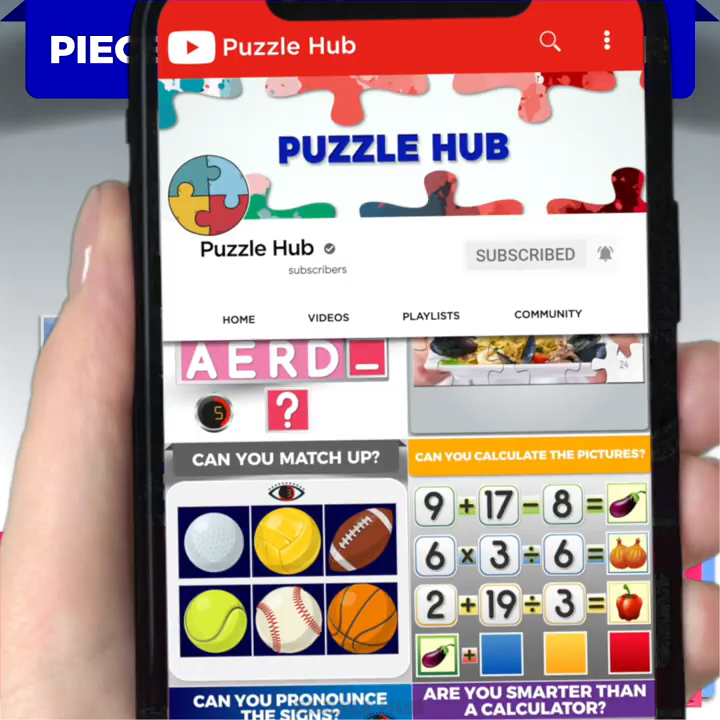 PIEC
Puzzle Hub
PUZZLE HUB
Puzzle Hub
subscribers
SUBSCRIBED
HOME VIDEOS PLAYLISTS COMMUNITY
AERD_
5
?
24
CAN YOU MATCH UP?
CAN YOU CALCULATE THE PICTURES?
9 + 17 - 8 =
6 x 3 ÷ 6 =
2 + 19 ÷ 3 =
+
CAN YOU PRONOUNCE
THE SIGNS?
ARE YOU SMARTER THAN
A CALCULATOR?